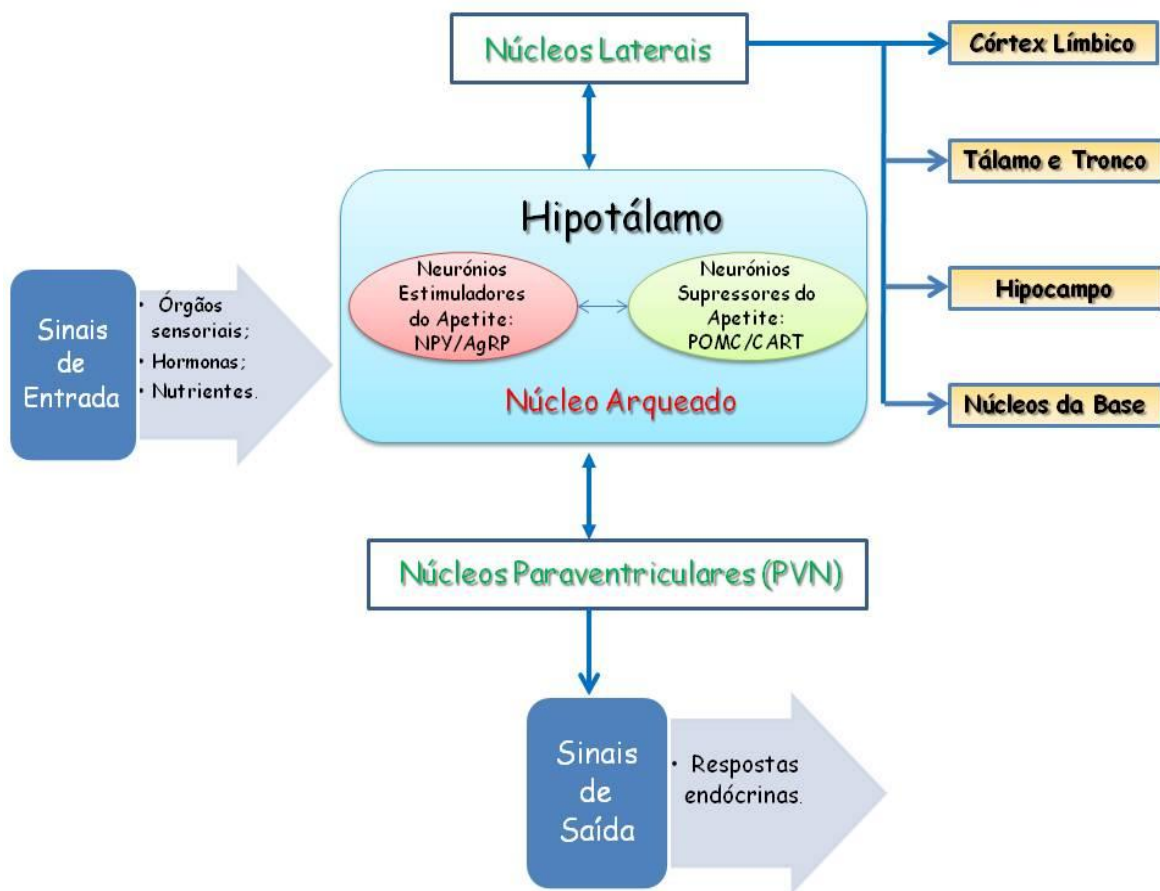 Núcleos Laterais
Córtex Límbico
Tálamo e Tronco
Hipocampo
Núcleos da Base
Hipotálamo
Neurónios
Estimuladores
do Apetite:
NPY/AgRP
Neurónios
Supressores do
Apetite:
POMC/CART
Núcleo Arqueado
Sinais
de
Entrada
• Órgãos
sensoriais;
• Hormonas;
• Nutrientes.
Núcleos Paraventriculares (PVN)
Sinais
de
Saída
• Respostas
endócrinas.